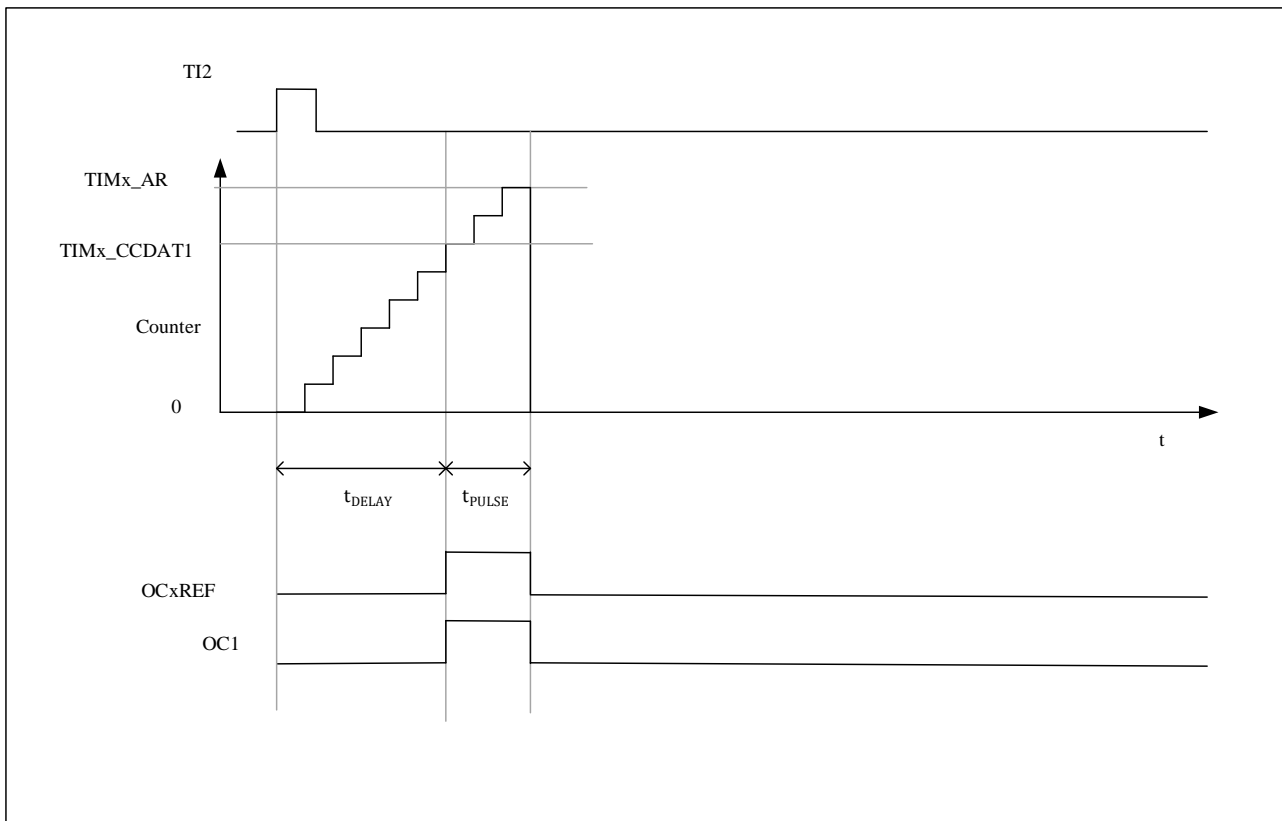 TI2
TIMx_AR
TIMx_CCDAT1
Counter
0
t
tDELAY
tPULSE
OCxREF
OC1